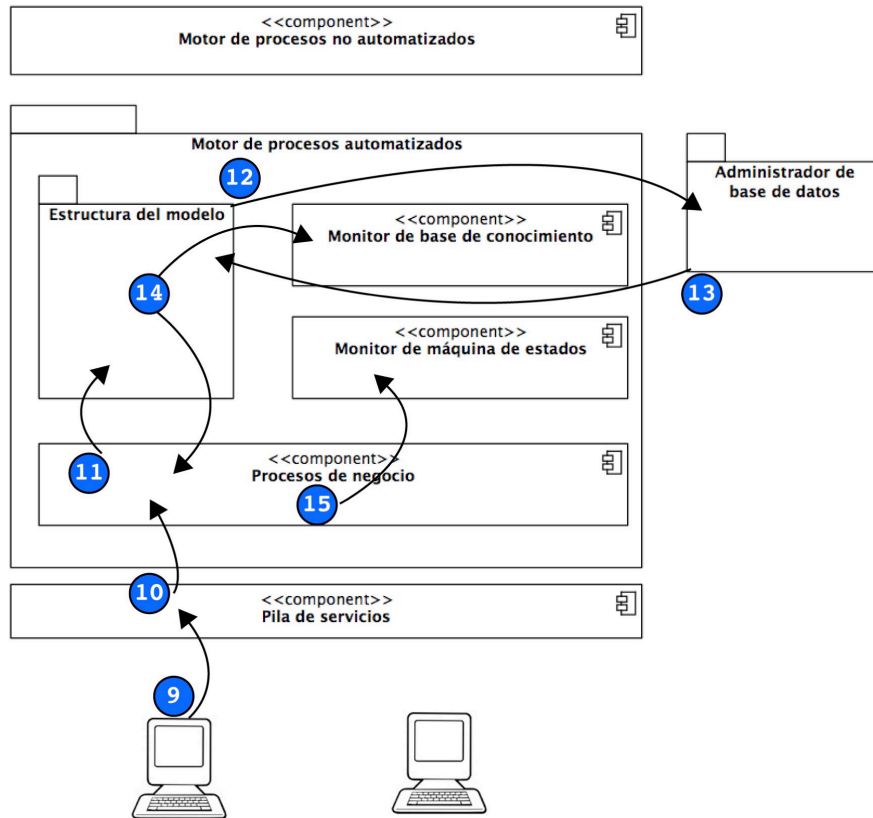 <<component>>
Motor de procesos no automatizados
Motor de procesos automatizados
12
Administrador de
base de datos
Estructura del modelo
<<component>>
Monitor de base de conocimiento
14
13
<<component>>
Monitor de máquina de estados
11
<<component>>
Procesos de negocio
15
10
<<component>>
Pila de servicios
9